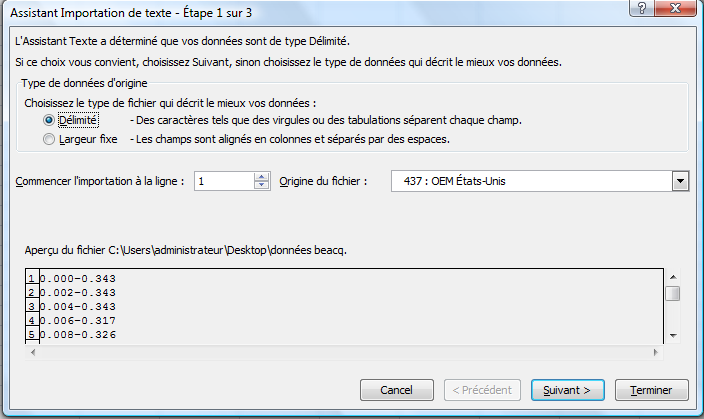 Assistant Importation de texte - Étape 1 sur 3
L'Assistant Texte a déterminé que vos données sont de type Délimité.
Si ce choix vous convient, choisissez Suivant, sinon choisissez le type de données qui décrit le mieux vos données.
Type de données d'origine
Choisissez le type de fichier qui décrit le mieux vos données :
Délimité - Des caractères tels que des virgules ou des tabulations séparent chaque champ.
Largeur fixe - Les champs sont alignés en colonnes et séparés par des espaces.
Commencer l'importation à la ligne : 1 Origine du fichier : 437 : OEM États-Unis
Aperçu du fichier C:\Users\administrateur\Desktop\données beacq.
1 0.000-0.343
2 0.002-0.343
3 0.004-0.343
4 0.006-0.317
5 0.008-0.326
Cancel < Précédent Suivant > Terminer